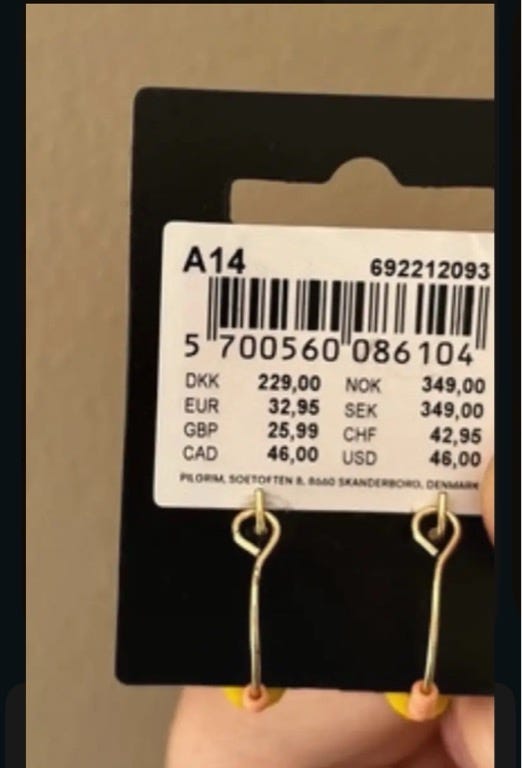 A14 692212093
5 700560 086104
DKK 229,00 NOK 349,00
EUR 32,95 SEK 349,00
GBP 25,99 CHF 42,95
CAD 46,00 USD 46,00
PILGRIM, SOETOFTEN 8, 8660 SKANDERBORG, DENMARK